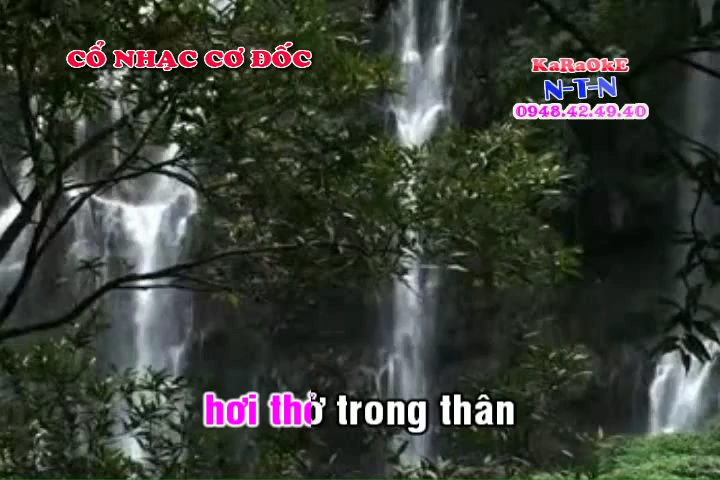 CỔ NHẠC CƠ ĐỐC
KaRaOkE
N-T-N
0948.42.49.40
hơi thở trong thân